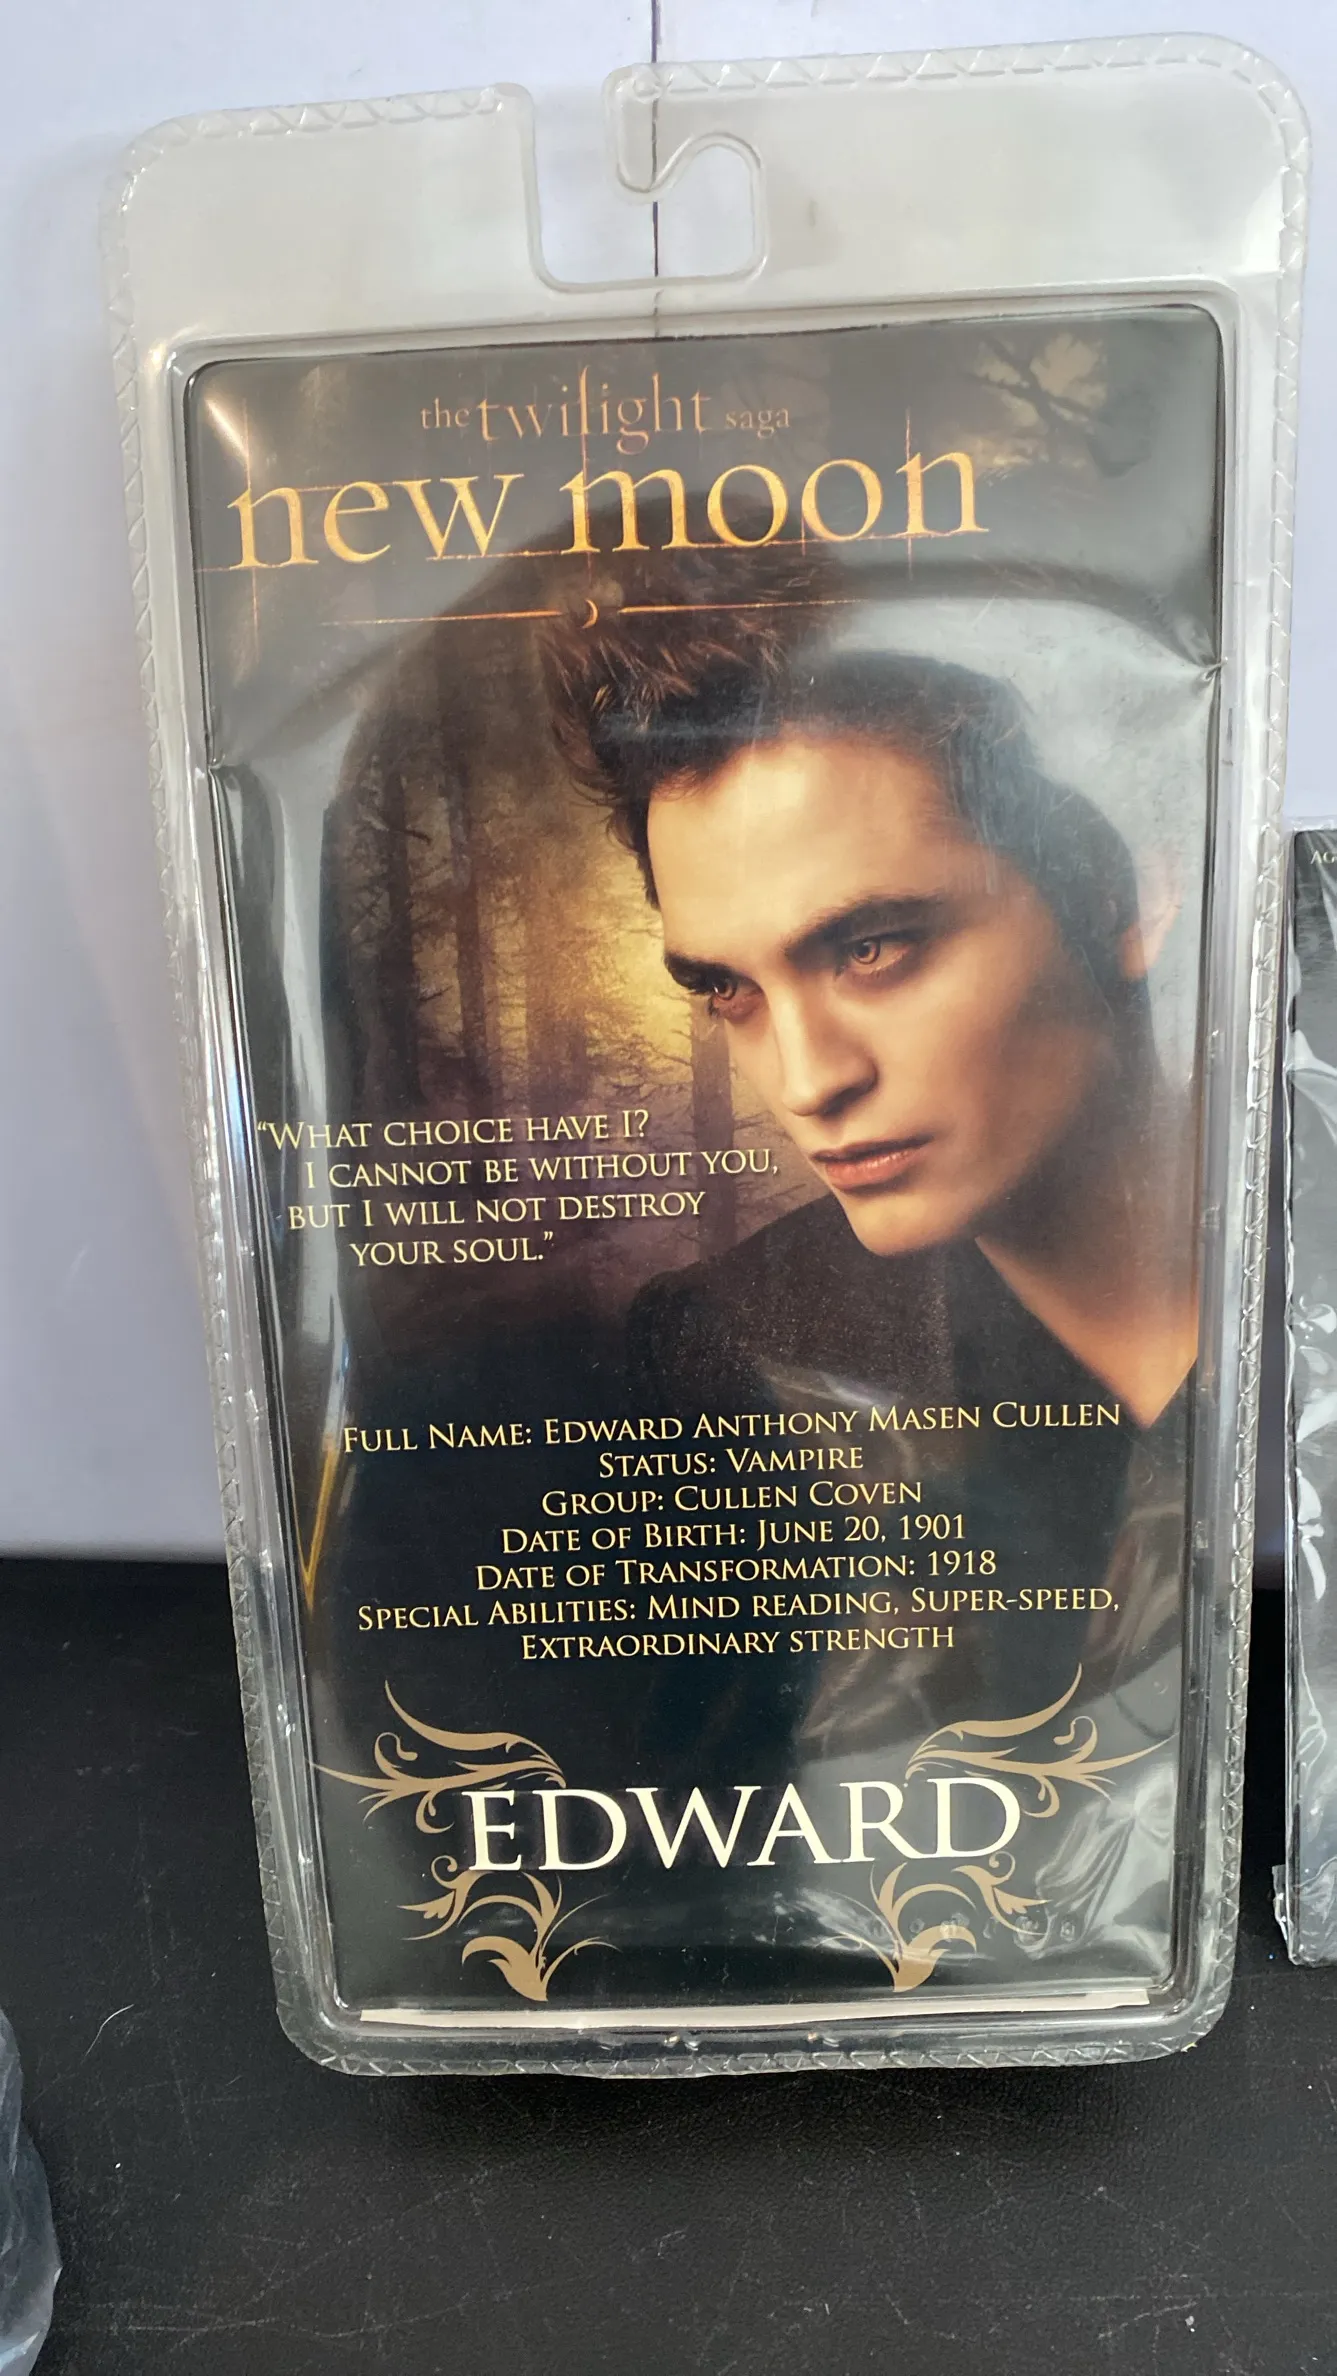 the twilight saga
new moon
"WHAT CHOICE HAVE I?
I CANNOT BE WITHOUT YOU,
BUT I WILL NOT DESTROY
YOUR SOUL."
FULL NAME: EDWARD ANTHONY MASEN CULLEN
STATUS: VAMPIRE
GROUP: CULLEN COVEN
DATE OF BIRTH: JUNE 20, 1901
DATE OF TRANSFORMATION: 1918
SPECIAL ABILITIES: MIND READING, SUPER-SPEED,
EXTRAORDINARY STRENGTH
EDWARD